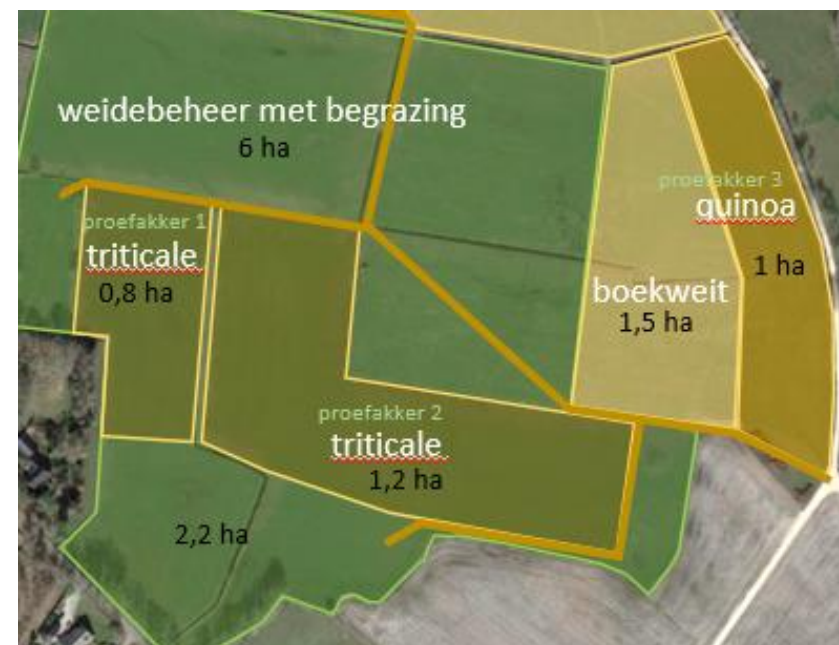 weidebeheer met begrazing
6 ha
proefakker 3
quinoa
1 ha
proefakker 1
triticale
0,8 ha
boekweit
1,5 ha
proefakker 2
triticale
1,2 ha
2,2 ha